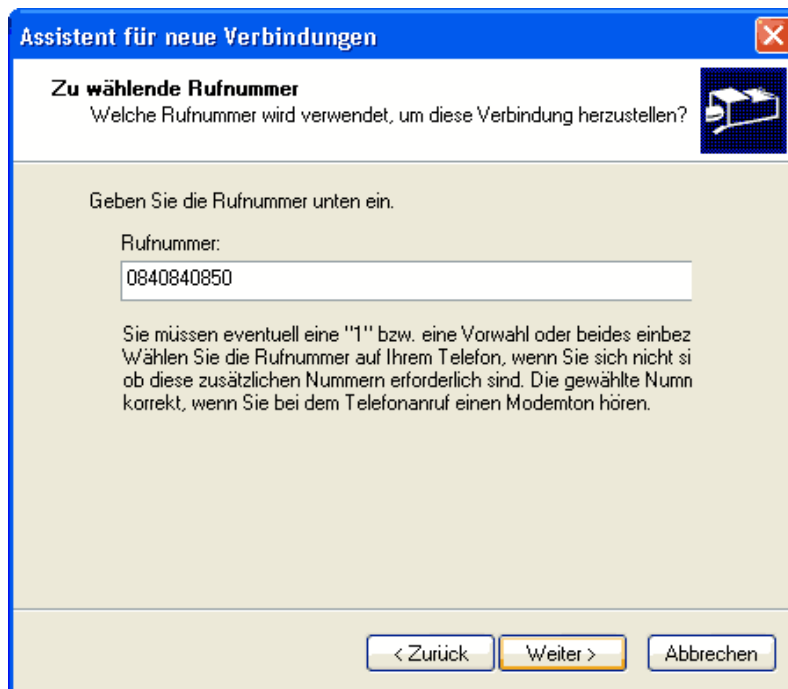 Assistent für neue Verbindungen
Zu wählende Rufnummer
Welche Rufnummer wird verwendet, um diese Verbindung herzustellen?
Geben Sie die Rufnummer unten ein.
Rufnummer:
0840840850
Sie müssen eventuell eine "1" bzw. eine Vorwahl oder beides einbez
Wählen Sie die Rufnummer auf Ihrem Telefon, wenn Sie sich nicht si
ob diese zusätzlichen Nummern erforderlich sind. Die gewählte Numn
korrekt, wenn Sie bei dem Telefonanruf einen Modemton hören.
< Zurück Weiter > Abbrechen